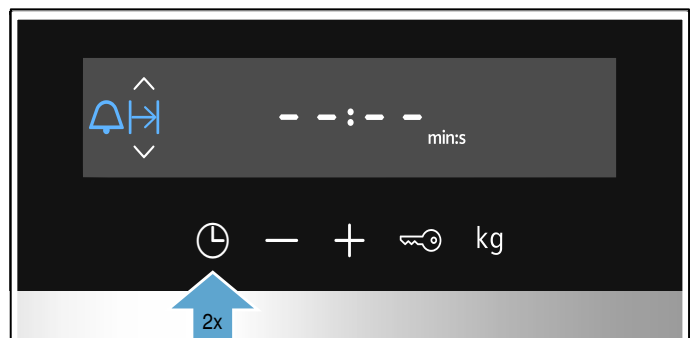 – – : – –
min:s
kg
2x